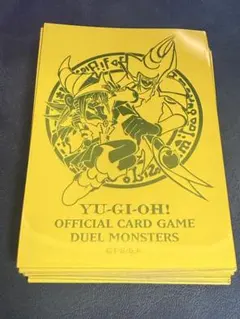 YU-GI-OH!
OFFICIAL CARD GAME
DUEL MONSTERS